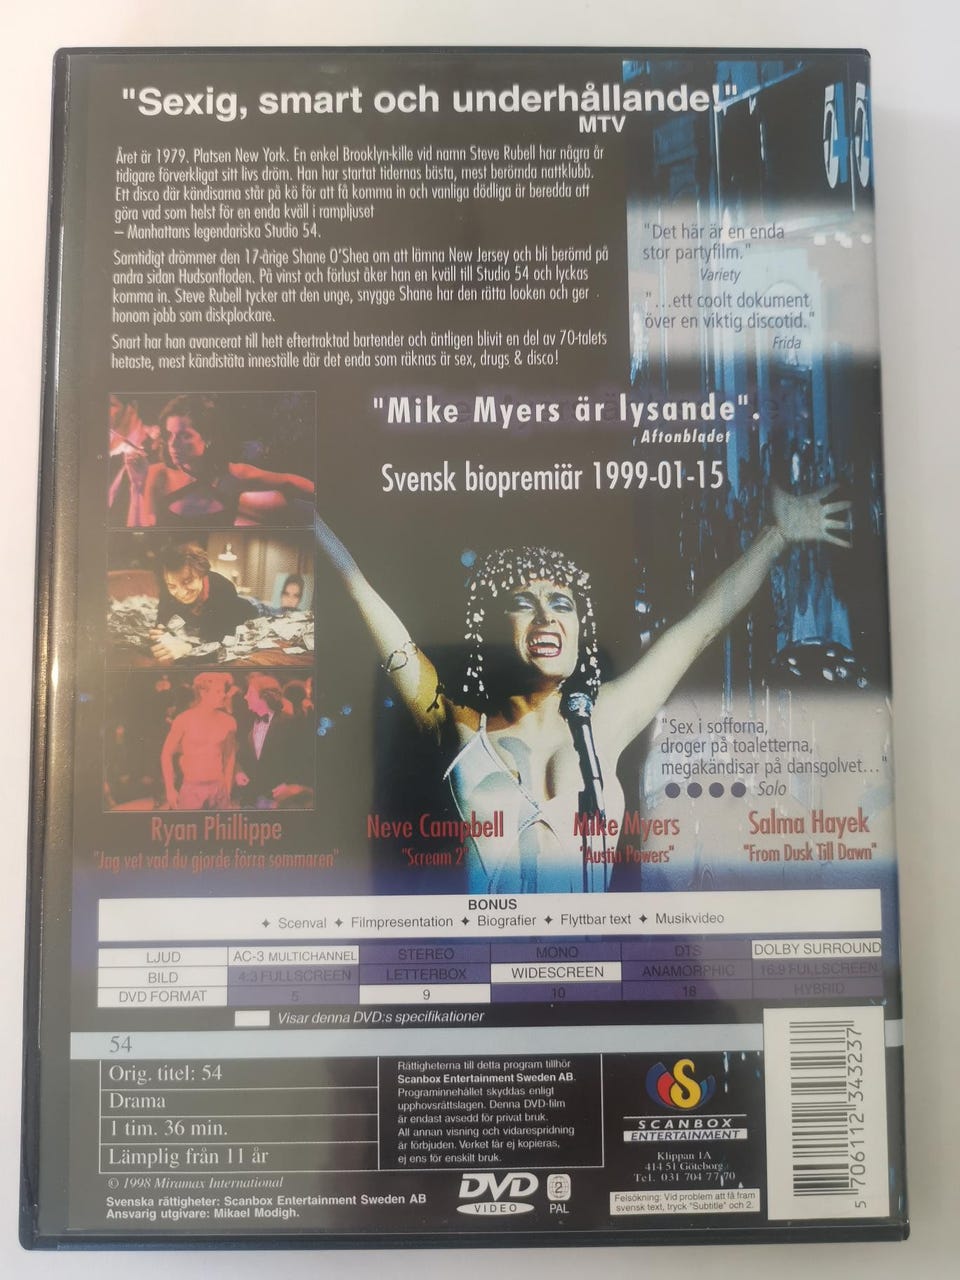 "Sexig, smart och underhållande!"
MTV
Året är 1979. Platsen New York. En enkel Brooklyn-kille vid namn Steve Rubell har några år
tidigare förverkligat sitt livs dröm. Han har startat tidernas bästa, mest berömda nattklubb.
Ett disco där kändisarna står på kö för att få komma in och vanliga dödliga är beredda att
göra vad som helst för en enda kväll i rampljuset
– Manhattans legendariska Studio 54.
Samtidigt drömmer den 17-årige Shane O'Shea om att lämna New Jersey och bli berömd på
andra sidan Hudsonfloden. På vinst och förlust åker han en kväll till Studio 54 och lyckas
komma in. Steve Rubell tycker att den unge, snygge Shane har den rätta looken och ger
honom jobb som diskplockare.
Snart har han avancerat till hett eftertraktad bartender och äntligen blivit en del av 70-talets
hetaste, mest kändistäta inneställe där det enda som räknas är sex, drugs & disco!
"Det här är en enda
stor partyfilm."
Variety
"...ett coolt dokument
över en viktig discotid."
Frida
"Mike Myers är lysande".
Aftonbladet
Svensk biopremiär 1999-01-15
"Sex i sofforna,
droger på toaletterna,
megakändisar på dansgolvet..."
Solo
Ryan Phillippe
"Jag vet vad du gjorde förra sommaren"
Neve Campbell
"Scream 2"
Mike Myers
"Austin Powers"
Salma Hayek
"From Dusk Till Dawn"
BONUS
✦ Scenval ✦ Filmpresentation ✦ Biografier ✦ Flyttbar text ✦ Musikvideo
LJUD AC-3 MULTICHANNEL STEREO MONO DTS DOLBY SURROUND
BILD 4:3 FULLSCREEN LETTERBOX WIDESCREEN ANAMORPHIC 16:9 FULLSCREEN
DVD FORMAT 5 9 10 18 HYBRID
Visar denna DVD:s specifikationer
54
Orig. titel: 54
Drama
1 tim. 36 min.
Lämplig från 11 år
© 1998 Miramax International
Svenska rättigheter: Scanbox Entertainment Sweden AB
Ansvarig utgivare: Mikael Modigh.
Rättigheterna till detta program tillhör
Scanbox Entertainment Sweden AB.
Programinnehållet skyddas enligt
upphovsrättslagen. Denna DVD-film
är endast avsedd för privat bruk.
All annan visning och vidarespridning
är förbjuden. Verket får ej kopieras,
ej ens för enskilt bruk.
DVD
VIDEO
2
PAL
S
SCANBOX
ENTERTAINMENT
Klippan 1A
414 51 Göteborg
Tel. 031 704 77 70
Felsökning: Vid problem att få fram
svensk text, tryck "Subtitle" och 2.
5 706112 343237